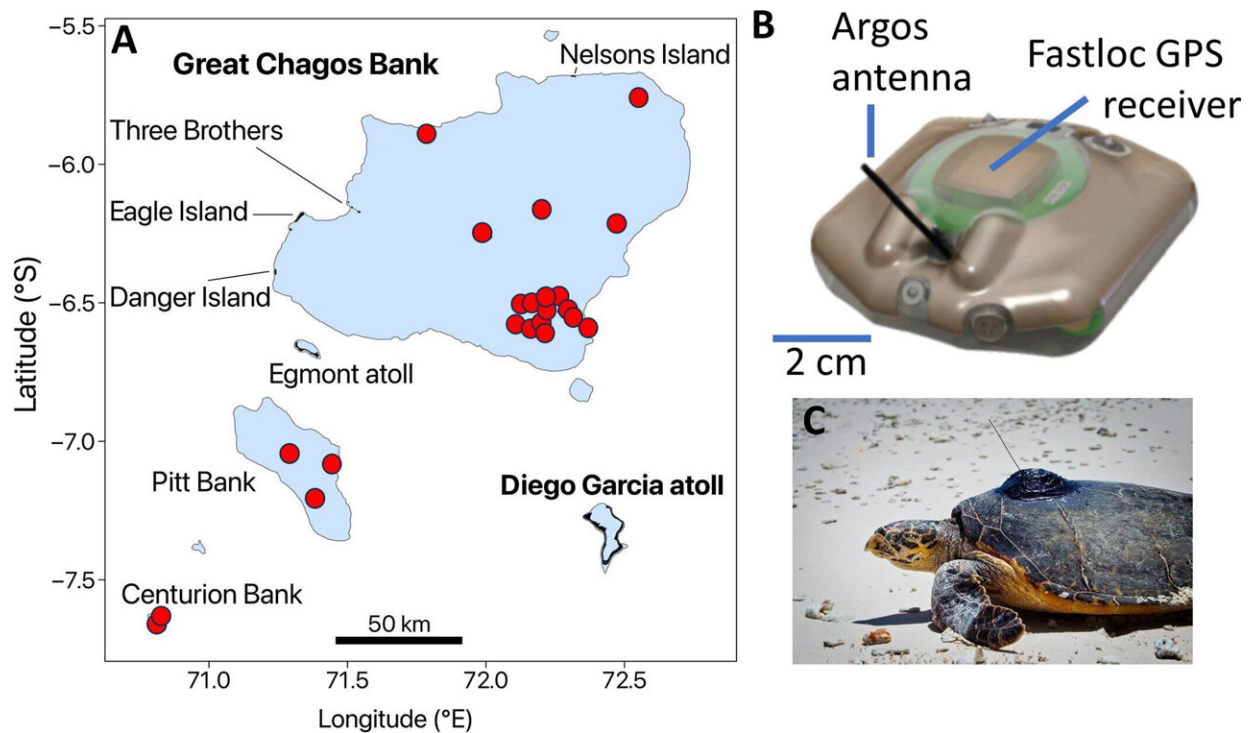 A
Great Chagos Bank
Nelsons Island
Three Brothers
Eagle Island
Danger Island
Egmont atoll
Pitt Bank
Diego Garcia atoll
Centurion Bank
50 km
Latitude (°S)
−5.5
−6.0
−6.5
−7.0
−7.5
71.0
71.5
72.0
72.5
Longitude (°E)
B
Argos
antenna
Fastloc GPS
receiver
2 cm
C